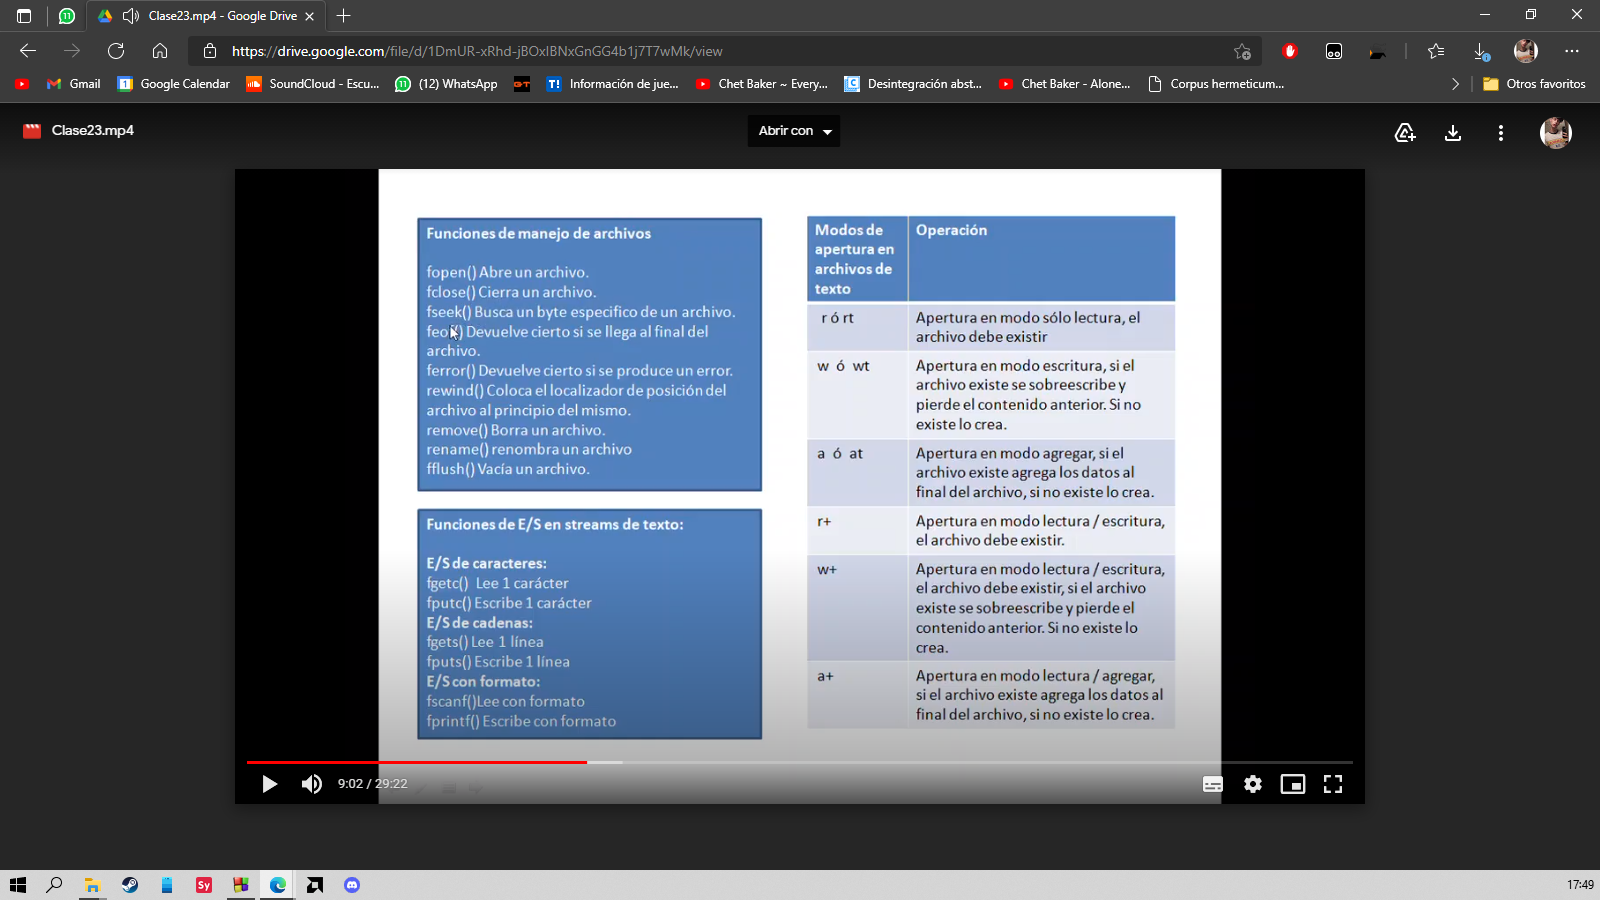 Clase23.mp4 - Google Drive
https://drive.google.com/file/d/1DmUR-xRhd-jBOxlBNxGnGG4b1j7T7wMk/view
Gmail
Google Calendar
SoundCloud - Escu...
(12) WhatsApp
GT
T!
Información de jue...
Chet Baker ~ Every...
Desintegración abst...
Chet Baker - Alone...
Corpus hermeticum...
Otros favoritos
Clase23.mp4
Abrir con
Funciones de manejo de archivos
fopen() Abre un archivo.
fclose() Cierra un archivo.
fseek() Busca un byte especifico de un archivo.
feof() Devuelve cierto si se llega al final del
archivo.
ferror() Devuelve cierto si se produce un error.
rewind() Coloca el localizador de posición del
archivo al principio del mismo.
remove() Borra un archivo.
rename() renombra un archivo
fflush() Vacía un archivo.
Funciones de E/S en streams de texto:
E/S de caracteres:
fgetc() Lee 1 carácter
fputc() Escribe 1 carácter
E/S de cadenas:
fgets() Lee 1 línea
fputs() Escribe 1 línea
E/S con formato:
fscanf()Lee con formato
fprintf() Escribe con formato
Modos de
apertura en
archivos de
texto
Operación
r ó rt
Apertura en modo sólo lectura, el
archivo debe existir
w ó wt
Apertura en modo escritura, si el
archivo existe se sobreescribe y
pierde el contenido anterior. Si no
existe lo crea.
a ó at
Apertura en modo agregar, si el
archivo existe agrega los datos al
final del archivo, si no existe lo crea.
r+
Apertura en modo lectura / escritura,
el archivo debe existir.
w+
Apertura en modo lectura / escritura,
el archivo debe existir, si el archivo
existe se sobreescribe y pierde el
contenido anterior. Si no existe lo
crea.
a+
Apertura en modo lectura / agregar,
si el archivo existe agrega los datos al
final del archivo, si no existe lo crea.
9:02 / 29:22
Sy
17:49